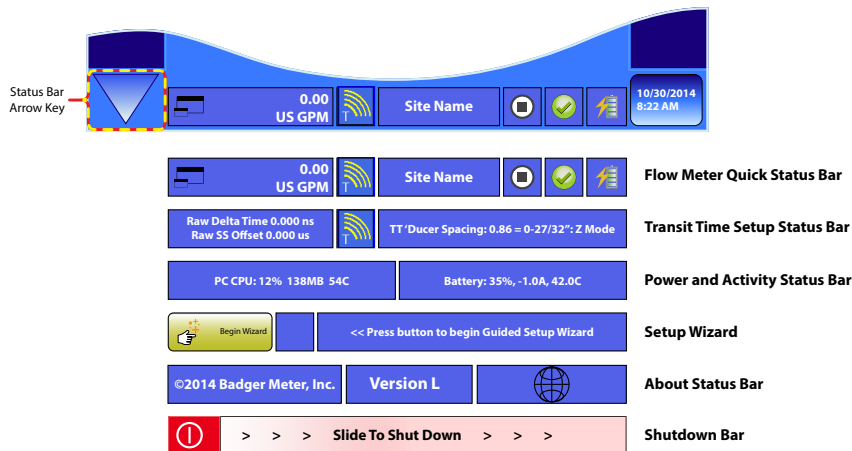 Status Bar
Arrow Key
0.00
US GPM
T
Site Name
10/30/2014
8:22 AM
0.00
US GPM
T
Site Name
Flow Meter Quick Status Bar
Raw Delta Time 0.000 ns
Raw SS Offset 0.000 us
T
TT ‘Ducer Spacing: 0.86 = 0-27/32”: Z Mode
Transit Time Setup Status Bar
PC CPU: 12% 138MB 54C
Battery: 35%, -1.0A, 42.0C
Power and Activity Status Bar
Begin Wizard
<< Press button to begin Guided Setup Wizard
Setup Wizard
©2014 Badger Meter, Inc.
Version L
About Status Bar
> > > Slide To Shut Down > > >
Shutdown Bar